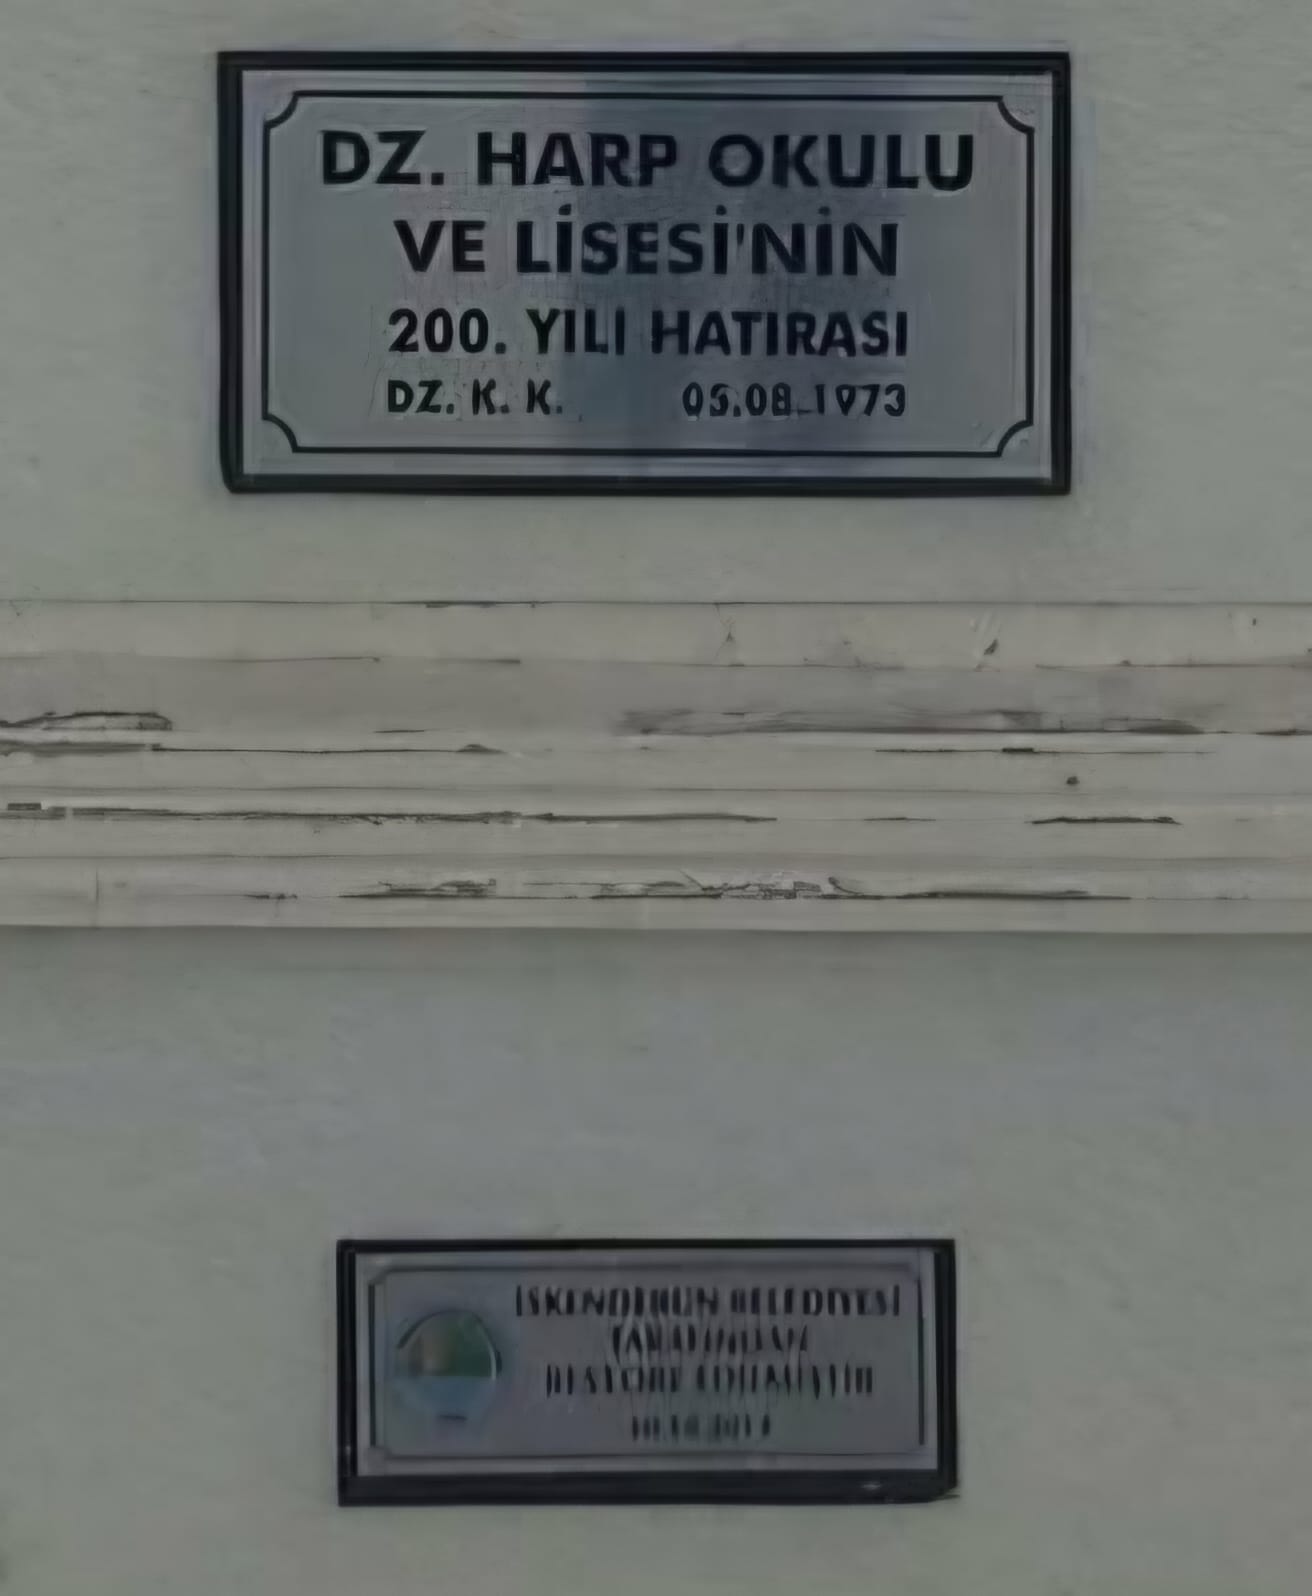 DZ. HARP OKULU
VE LİSESİ'NİN
200. YILI HATIRASI
DZ. K. K. 05.08.1973
İSKENDERUN BELEDİYESİ
TARAFINDAN
RESTORE EDİLMİŞTİR